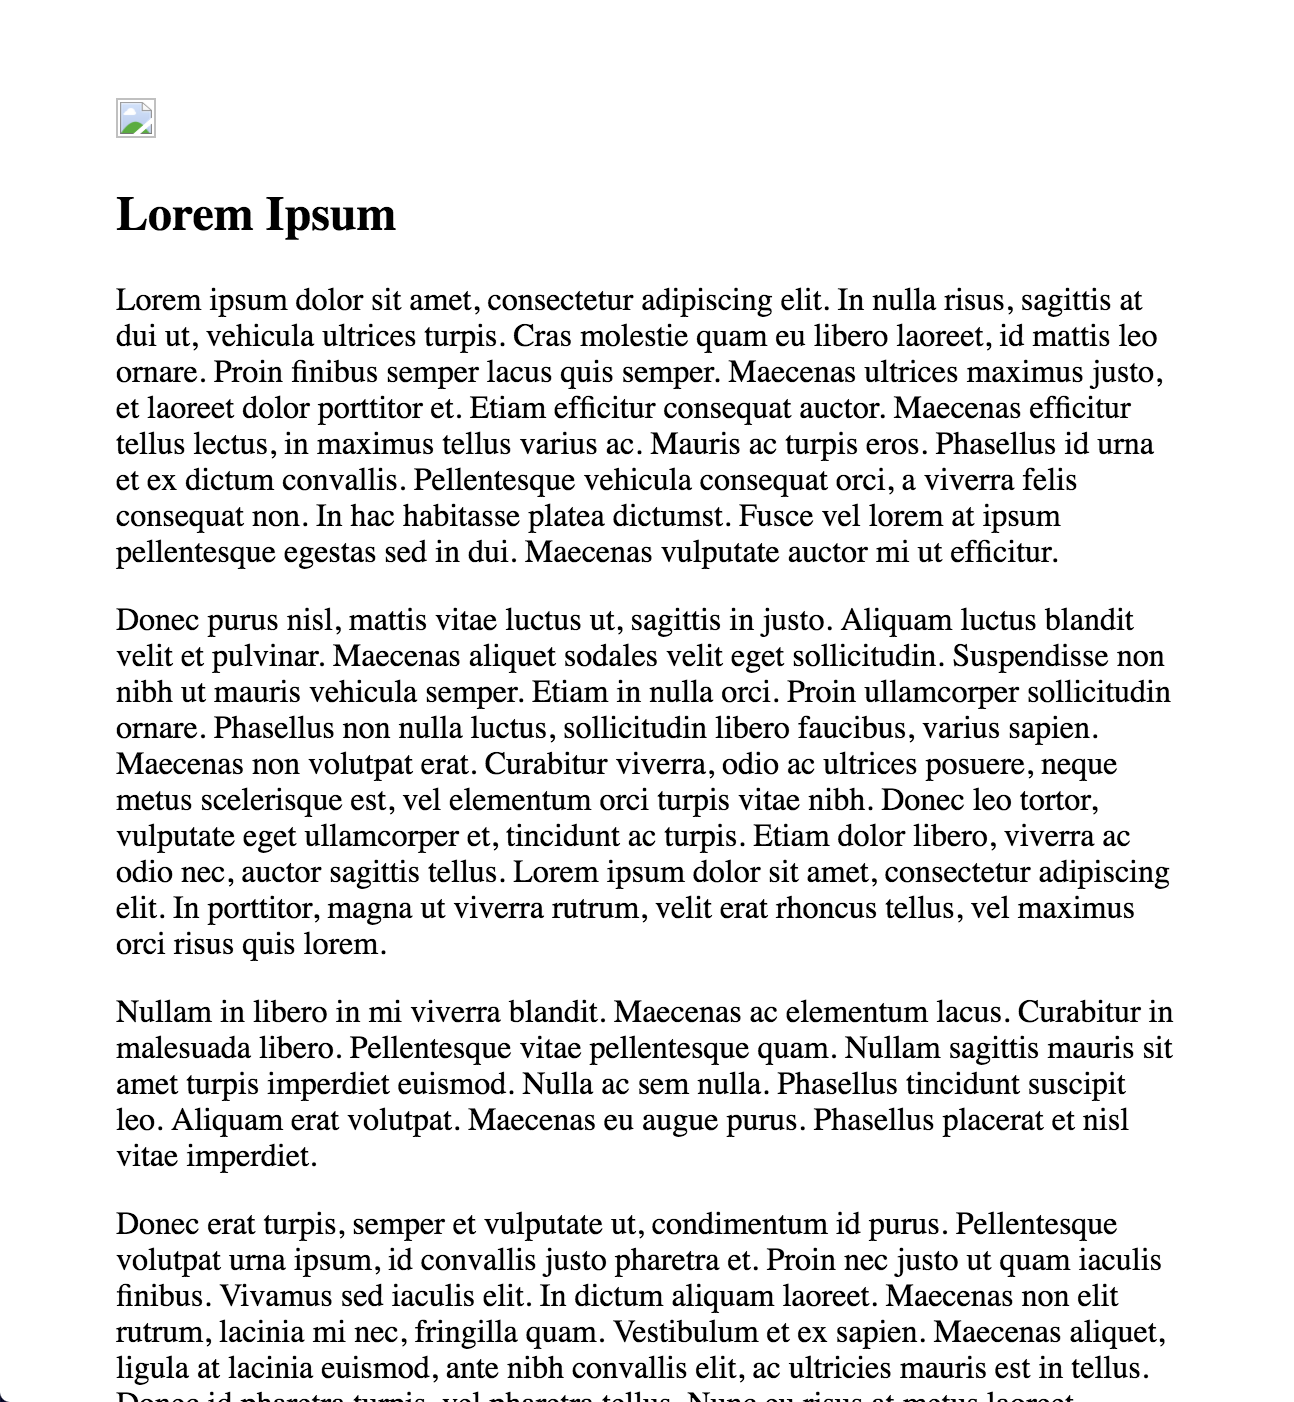 Lorem Ipsum
Lorem ipsum dolor sit amet, consectetur adipiscing elit. In nulla risus, sagittis at
dui ut, vehicula ultrices turpis. Cras molestie quam eu libero laoreet, id mattis leo
ornare. Proin finibus semper lacus quis semper. Maecenas ultrices maximus justo,
et laoreet dolor porttitor et. Etiam efficitur consequat auctor. Maecenas efficitur
tellus lectus, in maximus tellus varius ac. Mauris ac turpis eros. Phasellus id urna
et ex dictum convallis. Pellentesque vehicula consequat orci, a viverra felis
consequat non. In hac habitasse platea dictumst. Fusce vel lorem at ipsum
pellentesque egestas sed in dui. Maecenas vulputate auctor mi ut efficitur.
Donec purus nisl, mattis vitae luctus ut, sagittis in justo. Aliquam luctus blandit
velit et pulvinar. Maecenas aliquet sodales velit eget sollicitudin. Suspendisse non
nibh ut mauris vehicula semper. Etiam in nulla orci. Proin ullamcorper sollicitudin
ornare. Phasellus non nulla luctus, sollicitudin libero faucibus, varius sapien.
Maecenas non volutpat erat. Curabitur viverra, odio ac ultrices posuere, neque
metus scelerisque est, vel elementum orci turpis vitae nibh. Donec leo tortor,
vulputate eget ullamcorper et, tincidunt ac turpis. Etiam dolor libero, viverra ac
odio nec, auctor sagittis tellus. Lorem ipsum dolor sit amet, consectetur adipiscing
elit. In porttitor, magna ut viverra rutrum, velit erat rhoncus tellus, vel maximus
orci risus quis lorem.
Nullam in libero in mi viverra blandit. Maecenas ac elementum lacus. Curabitur in
malesuada libero. Pellentesque vitae pellentesque quam. Nullam sagittis mauris sit
amet turpis imperdiet euismod. Nulla ac sem nulla. Phasellus tincidunt suscipit
leo. Aliquam erat volutpat. Maecenas eu augue purus. Phasellus placerat et nisl
vitae imperdiet.
Donec erat turpis, semper et vulputate ut, condimentum id purus. Pellentesque
volutpat urna ipsum, id convallis justo pharetra et. Proin nec justo ut quam iaculis
finibus. Vivamus sed iaculis elit. In dictum aliquam laoreet. Maecenas non elit
rutrum, lacinia mi nec, fringilla quam. Vestibulum et ex sapien. Maecenas aliquet,
ligula at lacinia euismod, ante nibh convallis elit, ac ultricies mauris est in tellus.
Donec id pharetra turpis, vel pharetra tellus. Nunc eu risus at metus laoreet